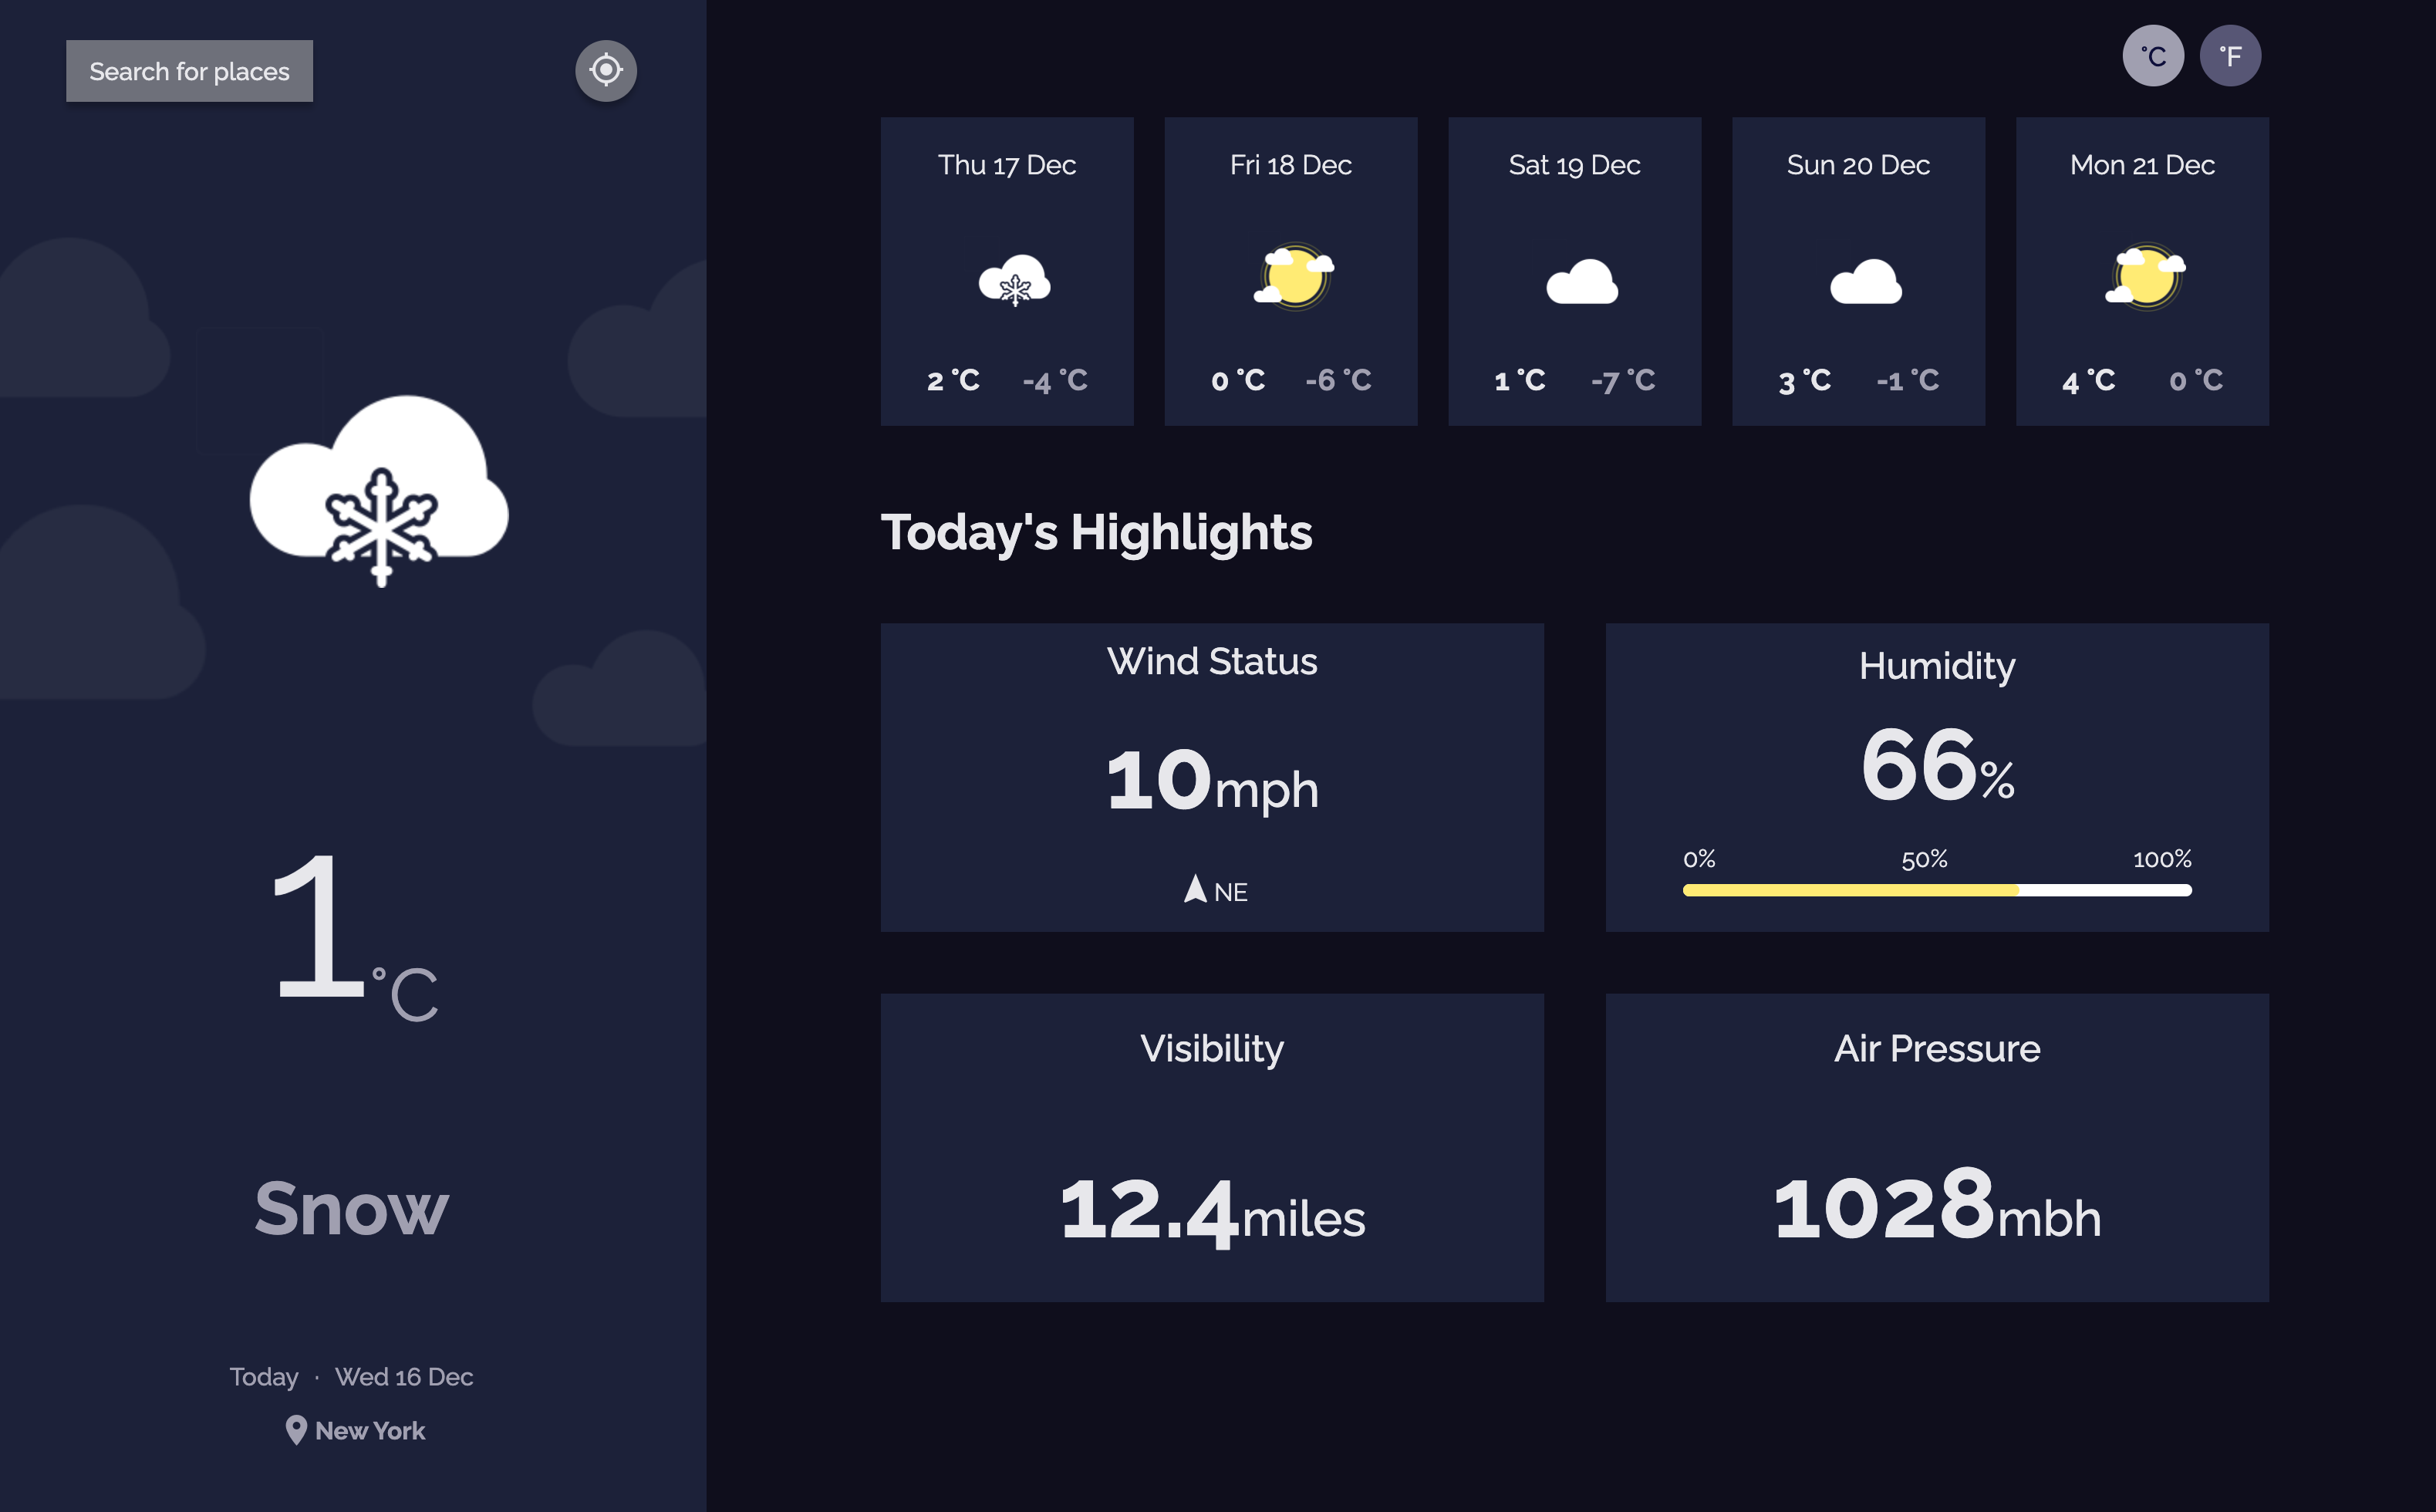 Search for places
°C °F
Thu 17 Dec
2 °C -4 °C
Fri 18 Dec
0 °C -6 °C
Sat 19 Dec
1 °C -7 °C
Sun 20 Dec
3 °C -1 °C
Mon 21 Dec
4 °C 0 °C
1°C
Snow
Today · Wed 16 Dec
New York
Today's Highlights
Wind Status
10mph
NE
Humidity
66%
0% 50% 100%
Visibility
12.4miles
Air Pressure
1028mbh